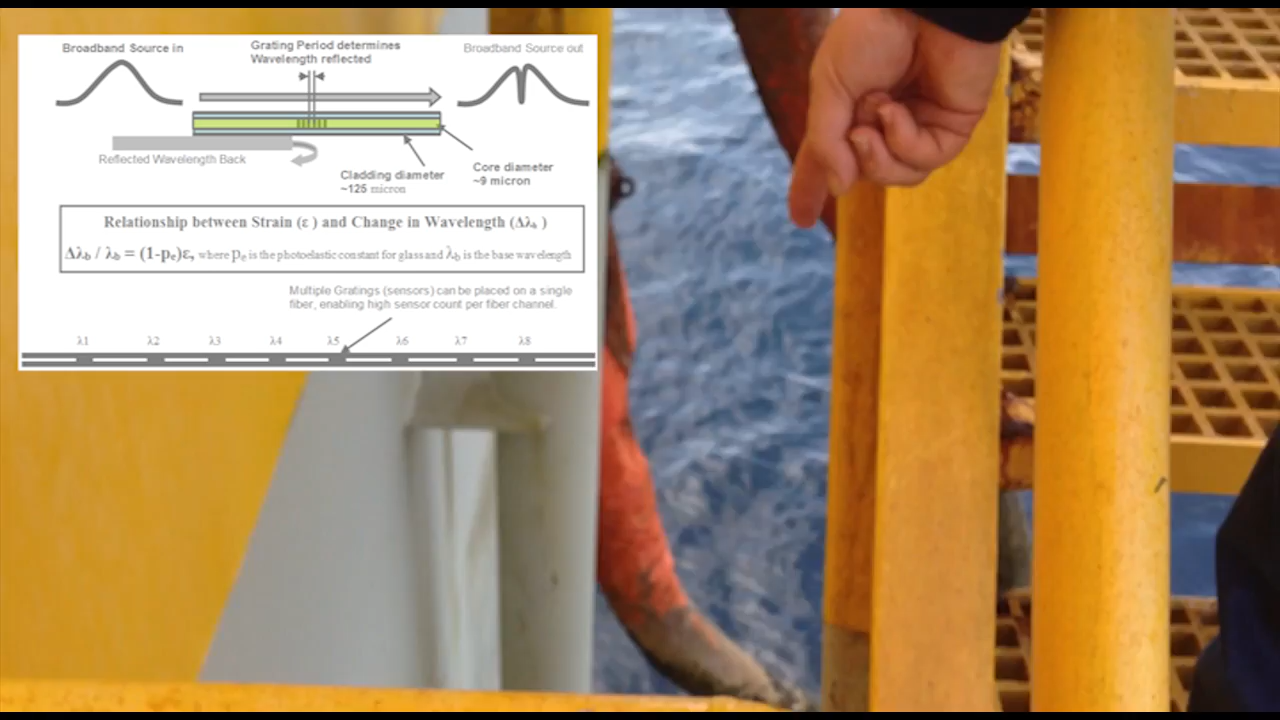 Broadband Source in
Grating Period determines
Wavelength reflected
Broadband Source out
Reflected Wavelength Back
Cladding diameter
~125 micron
Core diameter
~9 micron
Relationship between Strain (ε ) and Change in Wavelength (Δλb )
Δλb / λb = (1-pe)ε, where pe is the photoelastic constant for glass and λb is the base wavelength
Multiple Gratings (sensors) can be placed on a single
fiber, enabling high sensor count per fiber channel.
λ1 λ2 λ3 λ4 λ5 λ6 λ7 λ8